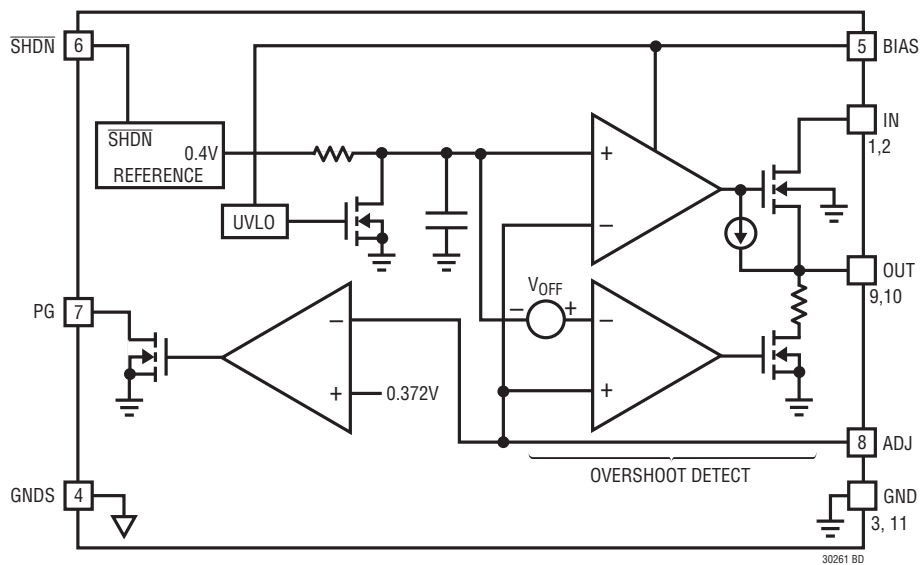 SHDN
6
5
BIAS
SHDN
0.4V
REFERENCE
+
IN
1,2
UVLO
–
OUT
9,10
VOFF
–
+
–
PG
7
–
+
0.372V
+
8
ADJ
OVERSHOOT DETECT
GNDS
4
GND
3, 11
30261 BD